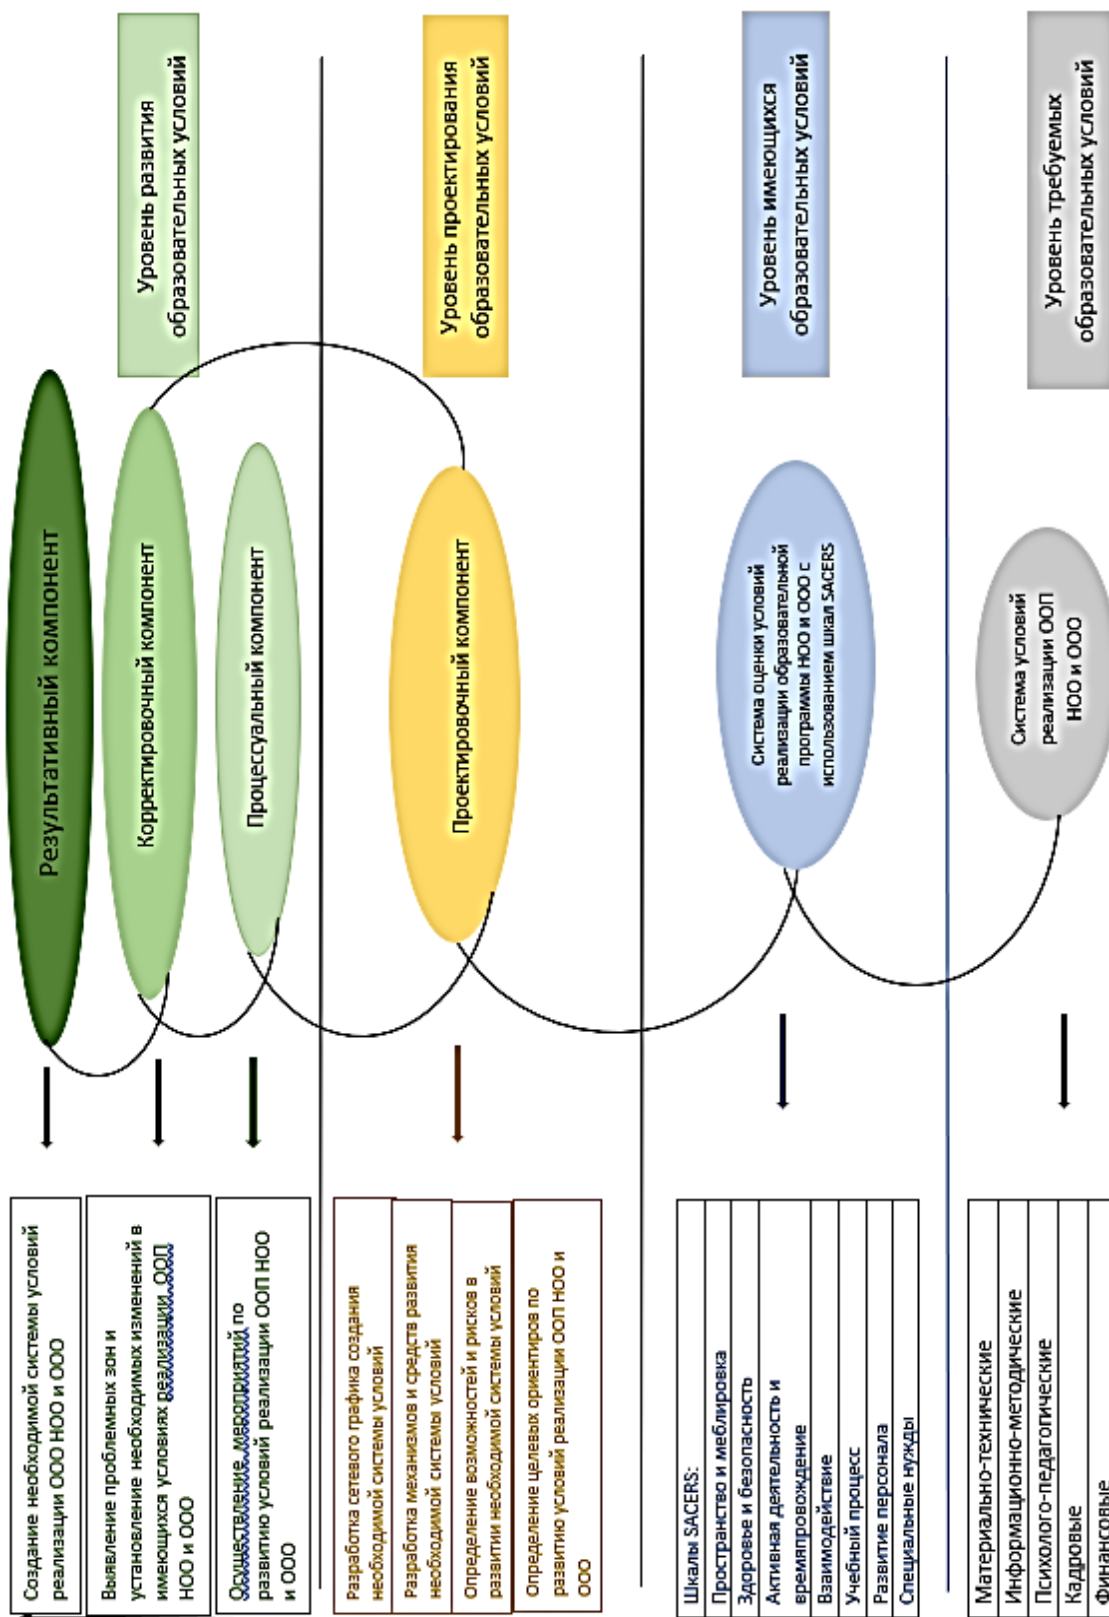 Создание необходимой системы условий
реализации ООО НОО и ООО
Результативный компонент
Выявление проблемных зон и
установление необходимых изменений в
имеющихся условиях реализации ООП
НОО и ООО
Корректировочный компонент
Уровень развития
образовательных условий
Осуществление мероприятий по
развитию условий реализации ООП НОО
и ООО
Процессуальный компонент
Разработка сетевого графика создания
необходимой системы условий
Разработка механизмов и средств развития
необходимой системы условий
Определение возможностей и рисков в
развитии необходимой системы условий
Определение целевых ориентиров по
развитию условий реализации ООП НОО и
ООО
Проектировочный компонент
Уровень проектирования
образовательных условий
Шкалы SACERS:
Пространство и меблировка
Здоровье и безопасность
Активная деятельность и
времяпровождение
Взаимодействие
Учебный процесс
Развитие персонала
Специальные нужды
Система оценки условий
реализации образовательной
программы НОО и ООО с
использованием шкал SACERS
Уровень имеющихся
образовательных условий
Материально-технические
Информационно-методические
Психолого-педагогические
Кадровые
Финансовые
Система условий
реализации ООП
НОО и ООО
Уровень требуемых
образовательных условий